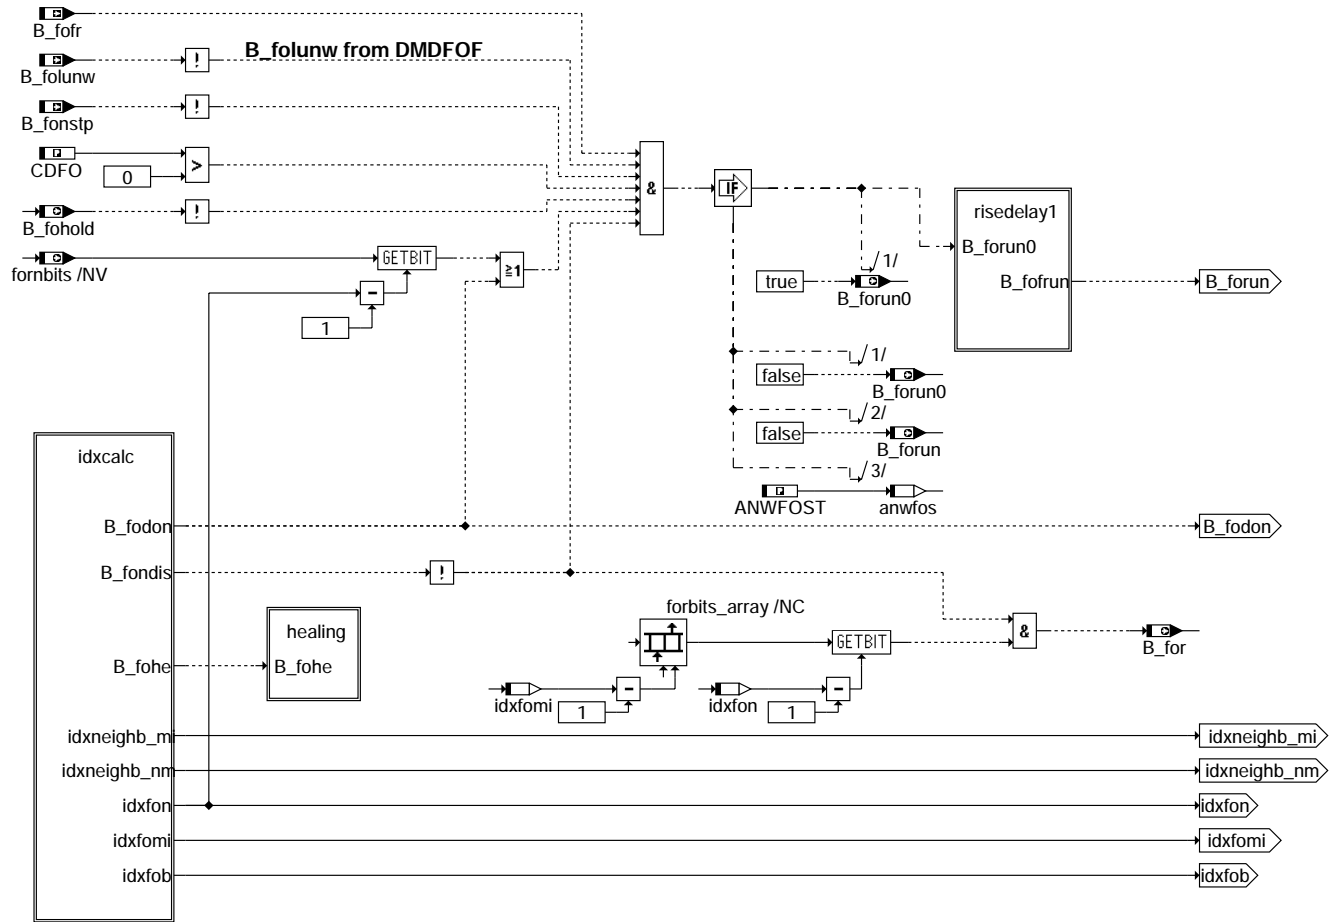 B_fofr
B_folunw from DMDFOF
!
B_folunw
!
B_fonstp
CDFO
0
>
&
IF
risedelay1
!
B_fohold
B_forun0
fornbits /NV
GETBIT
≥1
/1/
true
B_forun0
B_fofrun
B_forun
-
1
/1/
false
B_forun0
/2/
false
B_forun
/3/
ANWFOST
anwfos
idxcalc
B_fodon
B_fodon
B_fondis
!
forbits_array /NC
healing
GETBIT
&
B_for
B_fohe
B_fohe
idxfomi
-
1
idxfon
-
1
idxneighb_mi
idxneighb_mi
idxneighb_nm
idxneighb_nm
idxfon
idxfon
idxfomi
idxfomi
idxfob
idxfob